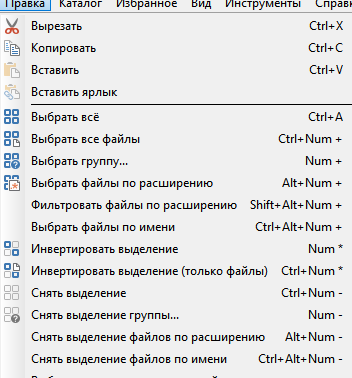 Правка Каталог Избранное Вид Инструменты
Вырезать Ctrl+X
Копировать Ctrl+C
Вставить Ctrl+V
Вставить ярлык
Выбрать всё Ctrl+A
Выбрать все файлы Ctrl+Num +
Выбрать группу... Num +
Выбрать файлы по расширению Alt+Num +
Фильтровать файлы по расширению Shift+Alt+Num +
Выбрать файлы по имени Ctrl+Alt+Num +
Инвертировать выделение Num *
Инвертировать выделение (только файлы) Ctrl+Num *
Снять выделение Ctrl+Num -
Снять выделение группы... Num -
Снять выделение файлов по расширению Alt+Num -
Снять выделение файлов по имени Ctrl+Alt+Num -